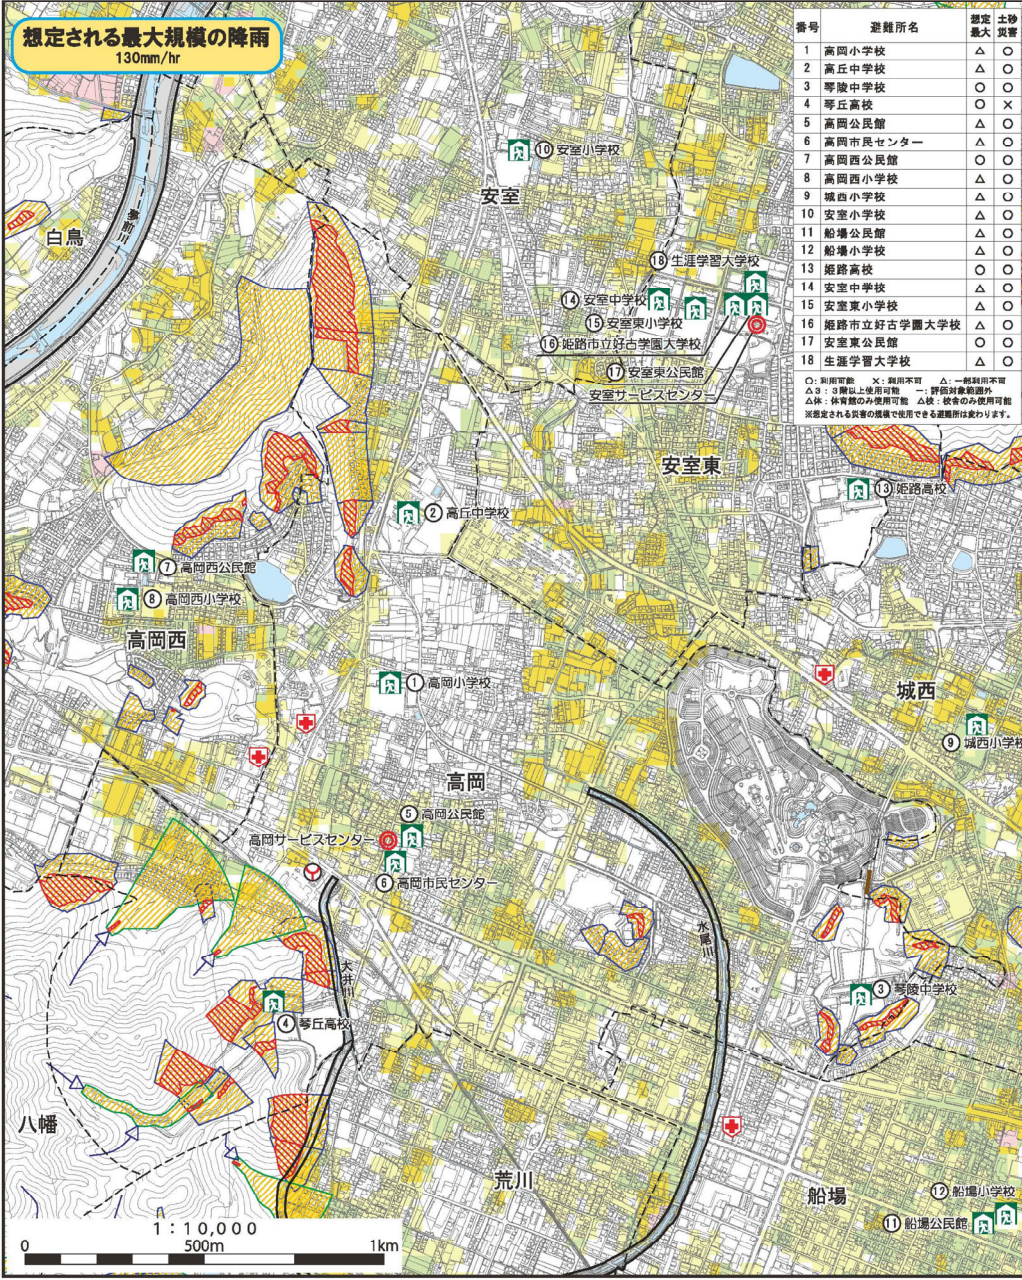 想定される最大規模の降雨
130mm/hr
番号 避難所名 想定最大 土砂災害
1 高岡小学校 △ ○
2 高丘中学校 △ ○
3 琴陵中学校 ○ ○
4 琴丘高校 ○ ×
5 高岡公民館 △ ○
6 高岡市民センター △ ○
7 高岡西公民館 ○ ○
8 高岡西小学校 △ ○
9 城西小学校 △ ○
10 安室小学校 △ ○
11 船場公民館 △ ○
12 船場小学校 △ ○
13 姫路高校 ○ ○
14 安室中学校 △ ○
15 安室東小学校 △ ○
16 姫路市立好古学園大学校 △ ○
17 安室東公民館 ○ ○
18 生涯学習大学校 △ ○
○:利用可能 ×:利用不可 △:一部利用不可
△3:3階以上使用可能 ー:評価対象範囲外
△体:体育館のみ使用可能 △校:校舎のみ使用可能
※想定される災害の規模で使用できる避難所は変わります。
⑩ 安室小学校
安室
白鳥
夢前川
⑱ 生涯学習大学校
⑭ 安室中学校
⑮ 安室東小学校
⑯ 姫路市立好古学園大学校
⑰ 安室東公民館
安室サービスセンター
安室東
⑬ 姫路高校
② 高丘中学校
⑦ 高岡西公民館
⑧ 高岡西小学校
高岡西
① 高岡小学校
城西
⑨ 城西小学校
高岡
⑤ 高岡公民館
高岡サービスセンター
⑥ 高岡市民センター
水尾川
大井川
③ 琴陵中学校
④ 琴丘高校
八幡
荒川
船場
⑫ 船場小学校
⑪ 船場公民館
1:10,000
0 500m 1km